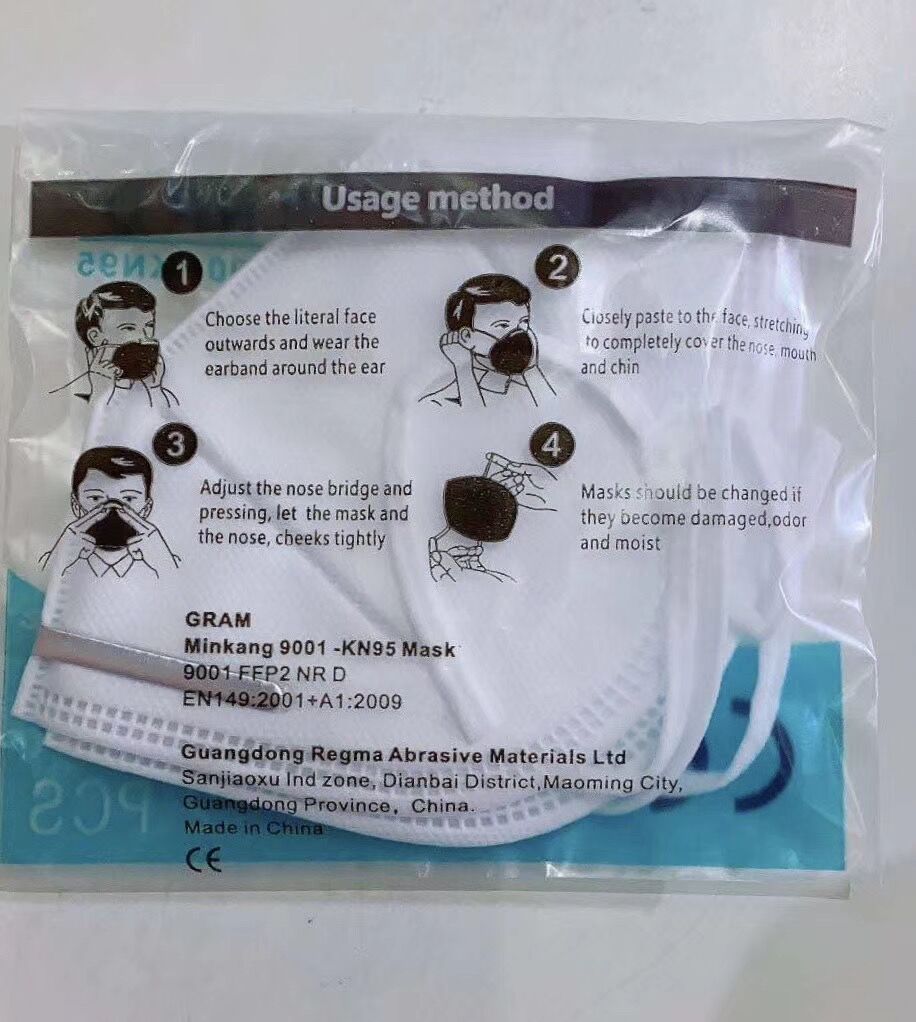 Usage method
1
Choose the literal face
outwards and wear the
earband around the ear
2
Closely paste to the face, stretching
to completely cover the nose, mouth
and chin
3
Adjust the nose bridge and
pressing, let the mask and
the nose, cheeks tightly
4
Masks should be changed if
they become damaged,odor
and moist
GRAM
Minkang 9001 -KN95 Mask
9001 FFP2 NR D
EN149:2001+A1:2009
Guangdong Regma Abrasive Materials Ltd
Sanjiaoxu Ind zone, Dianbai District,Maoming City,
Guangdong Province, China.
Made in China
CE
KN95
PCS
CE